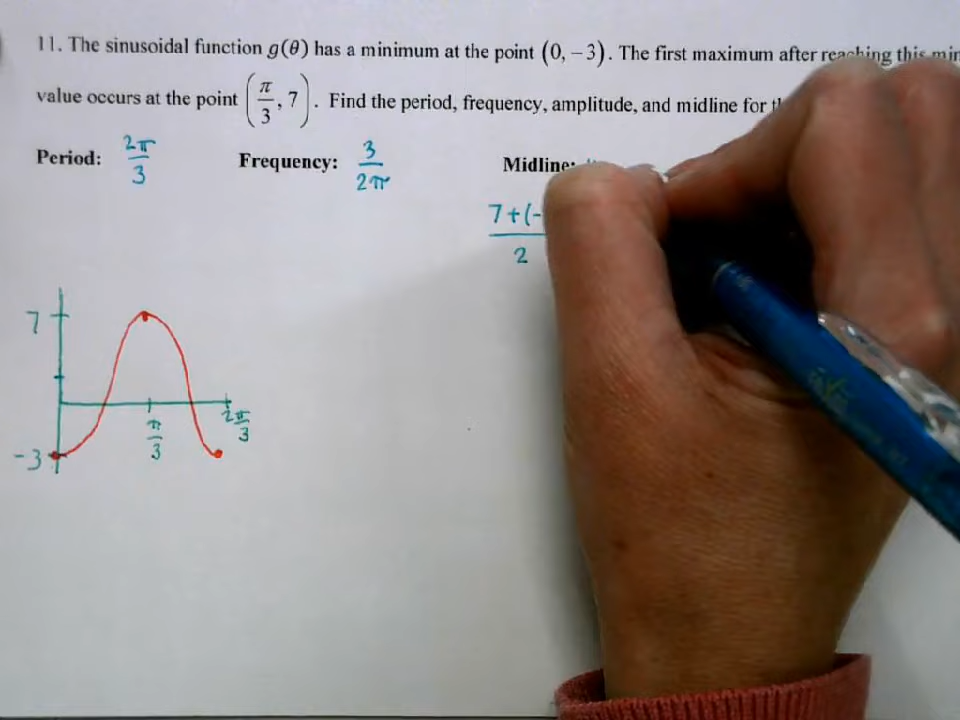 11. The sinusoidal function g(θ) has a minimum at the point (0, −3). The first maximum after reaching this
value occurs at the point (π/3, 7). Find the period, frequency, amplitude, and midline for
Period: 2π/3 Frequency: 3/2π Midline:
7+(-
2
7
π/3 2π/3
-3